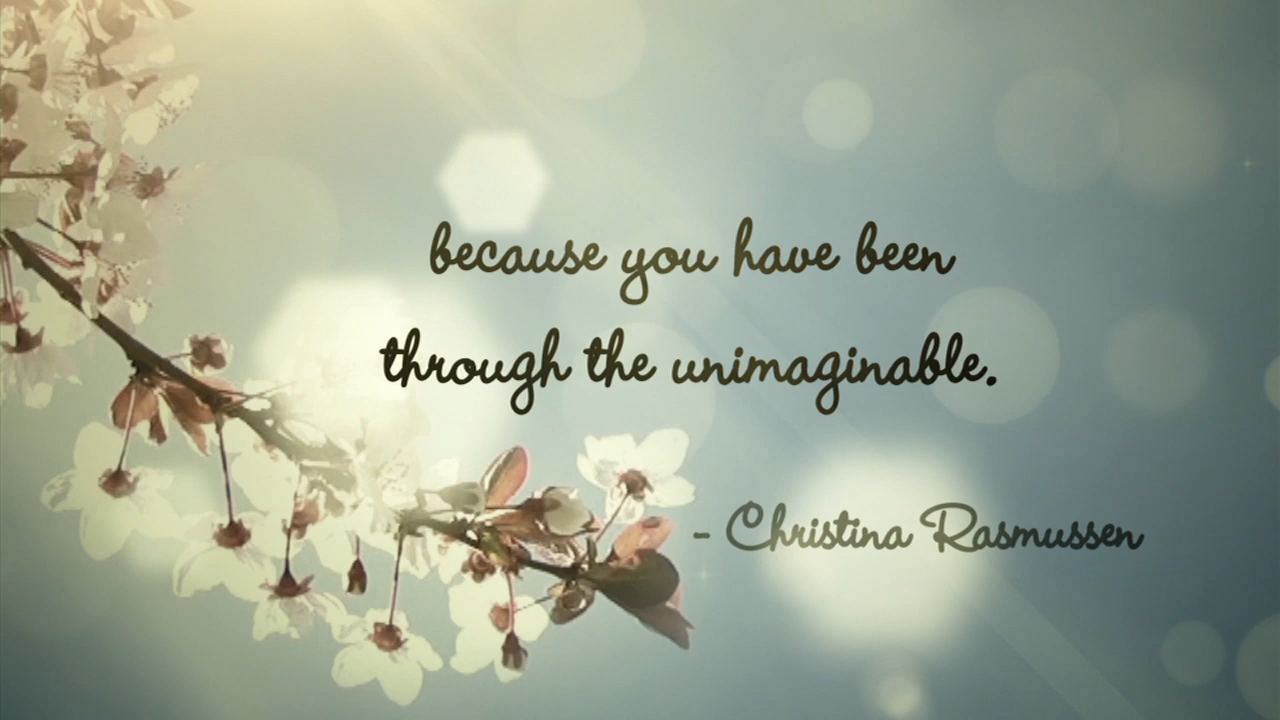 because you have been
through the unimaginable.
- Christina Rasmussen